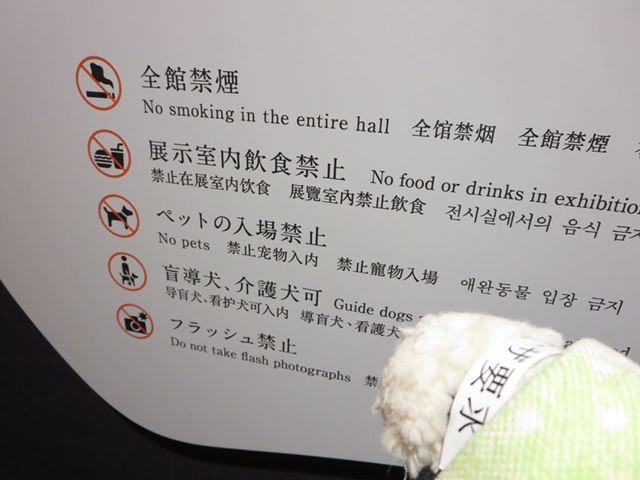 全館禁煙
No smoking in the entire hall 全馆禁烟 全館禁煙
展示室内飲食禁止 No food or drinks in exhibition
禁止在展室内饮食 展覽室內禁止飲食 전시실에서의 음식 금지
ペットの入場禁止
No pets 禁止宠物入内 禁止寵物入場 애완동물 입장 금지
盲導犬、介護犬可 Guide dogs
导盲犬、看护犬可入内 導盲犬、看護犬
フラッシュ禁止
Do not take flash photographs 禁
要氷